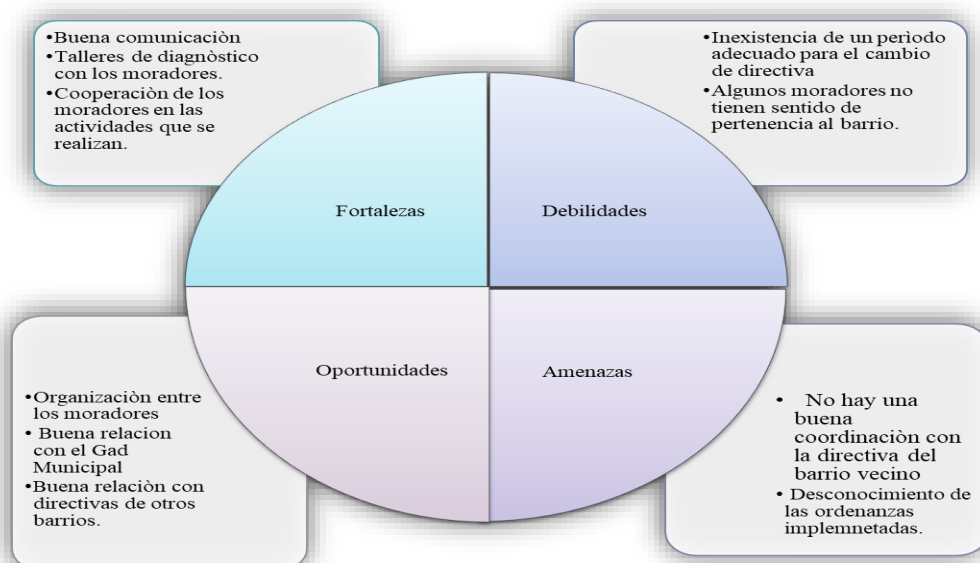 •Buena comunicaciòn
•Talleres de diagnòstico
con los moradores.
•Cooperaciòn de los
moradores en las
actividades que se
realizan.
•Inexistencia de un perìodo
adecuado para el cambio
de directiva
•Algunos moradores no
tienen sentido de
pertenencia al barrio.
Fortalezas
Debilidades
Oportunidades
Amenazas
•Organizaciòn entre
los moradores
• Buena relacion
con el Gad
Municipal
•Buena relaciòn con
directivas de otros
barrios.
• No hay una
buena
coordinaciòn con
la directiva del
barrio vecino
• Desconocimiento de
las ordenanzas
implemnetadas.